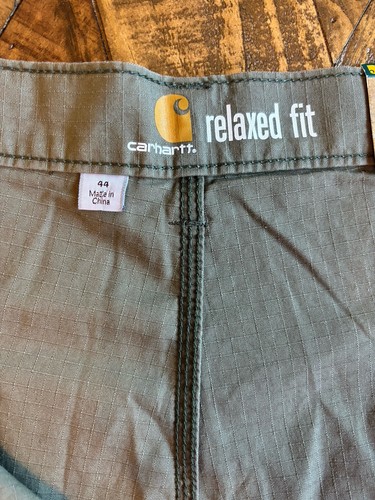 carhartt.
relaxed fit
44
Made in
China